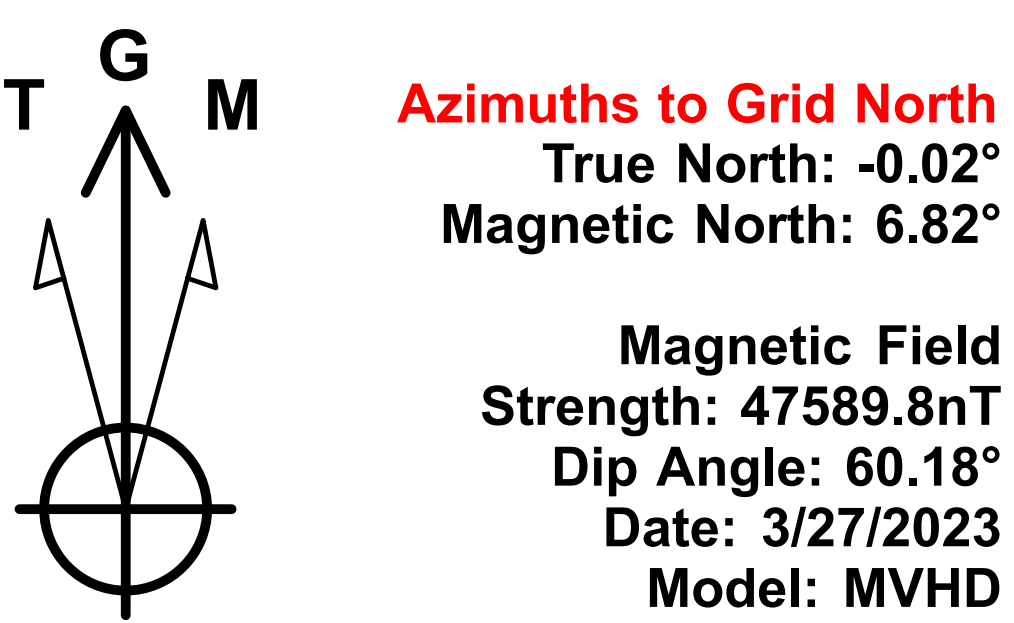 G
T M
Azimuths to Grid North
True North: -0.02°
Magnetic North: 6.82°
Magnetic Field
Strength: 47589.8nT
Dip Angle: 60.18°
Date: 3/27/2023
Model: MVHD